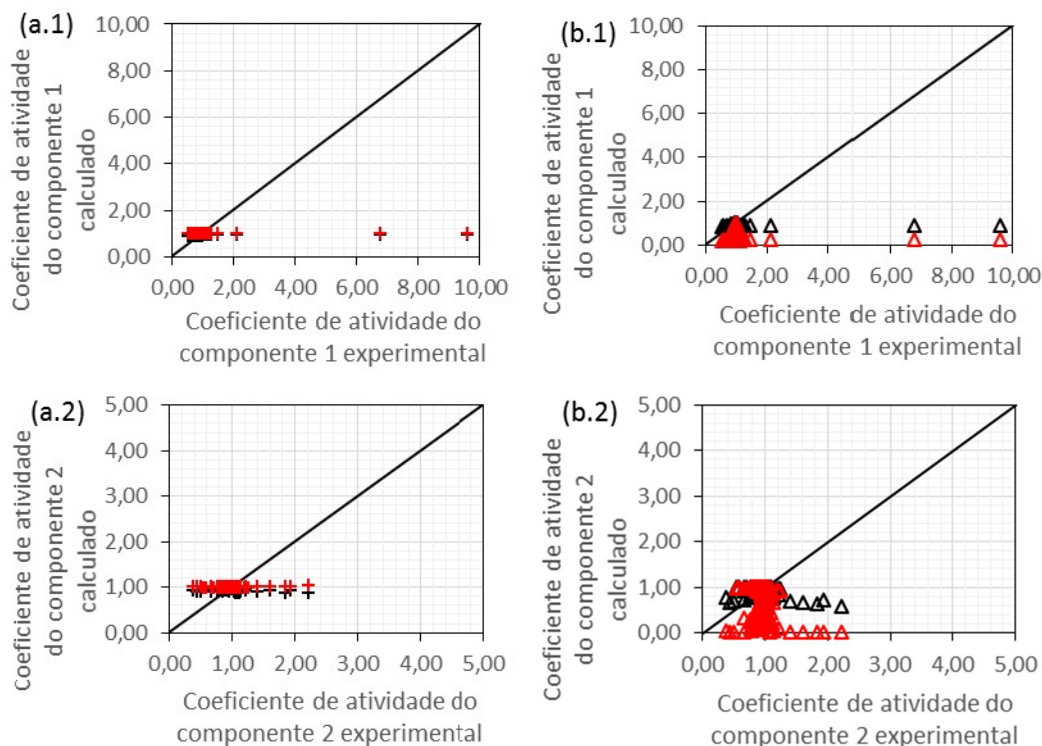 (a.1)
Coeficiente de atividade
do componente 1
calculado
10,00
8,00
6,00
4,00
2,00
0,00
0,00 2,00 4,00 6,00 8,00 10,00
Coeficiente de atividade do
componente 1 experimental
(b.1)
Coeficiente de atividade
do componente 1
calculado
10,00
8,00
6,00
4,00
2,00
0,00
0,00 2,00 4,00 6,00 8,00 10,00
Coeficiente de atividade do
componente 1 experimental
(a.2)
Coeficiente de atividade
do componente 2
calculado
5,00
4,00
3,00
2,00
1,00
0,00
0,00 1,00 2,00 3,00 4,00 5,00
Coeficiente de atividade do
componente 2 experimental
(b.2)
Coeficiente de atividade
do componente 2
calculado
5,00
4,00
3,00
2,00
1,00
0,00
0,00 1,00 2,00 3,00 4,00 5,00
Coeficiente de atividade do
componente 2 experimental